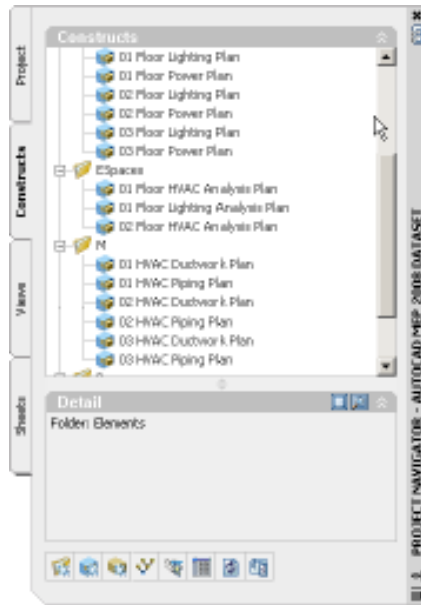 Project
Constructs
Views
Sheets
Constructs
01 Floor Lighting Plan
01 Floor Power Plan
02 Floor Lighting Plan
02 Floor Power Plan
03 Floor Lighting Plan
03 Floor Power Plan
ESpaces
01 Floor HVAC Analysis Plan
01 Floor Lighting Analysis Plan
02 Floor HVAC Analysis Plan
M
01 HVAC Ductwork Plan
01 HVAC Piping Plan
02 HVAC Ductwork Plan
02 HVAC Piping Plan
03 HVAC Ductwork Plan
03 HVAC Piping Plan
Detail
Folder: Elements
PROJECT NAVIGATOR - AUTOCAD MEP 2008 DATASET